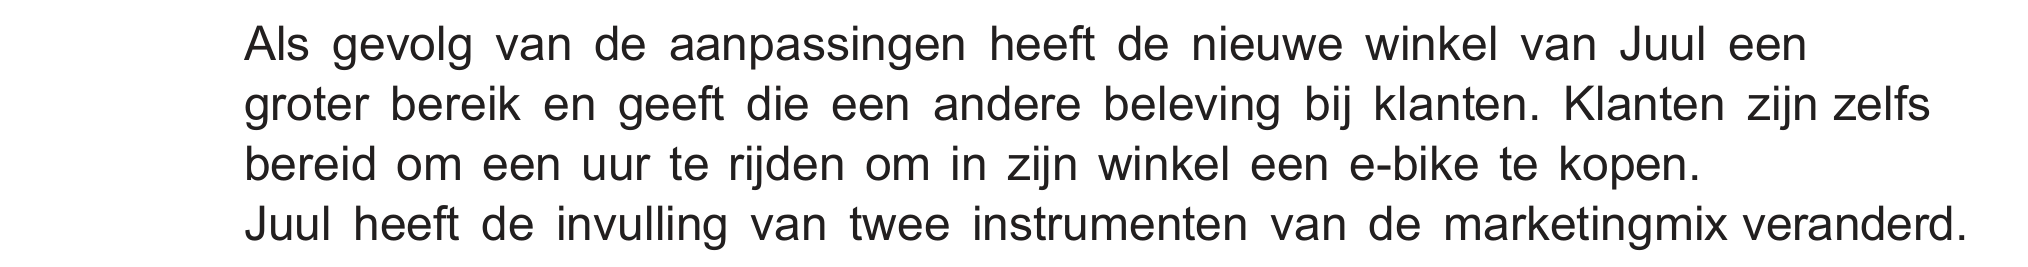 Als gevolg van de aanpassingen heeft de nieuwe winkel van Juul een
groter bereik en geeft die een andere beleving bij klanten. Klanten zijn zelfs
bereid om een uur te rijden om in zijn winkel een e-bike te kopen.
Juul heeft de invulling van twee instrumenten van de marketingmix veranderd.